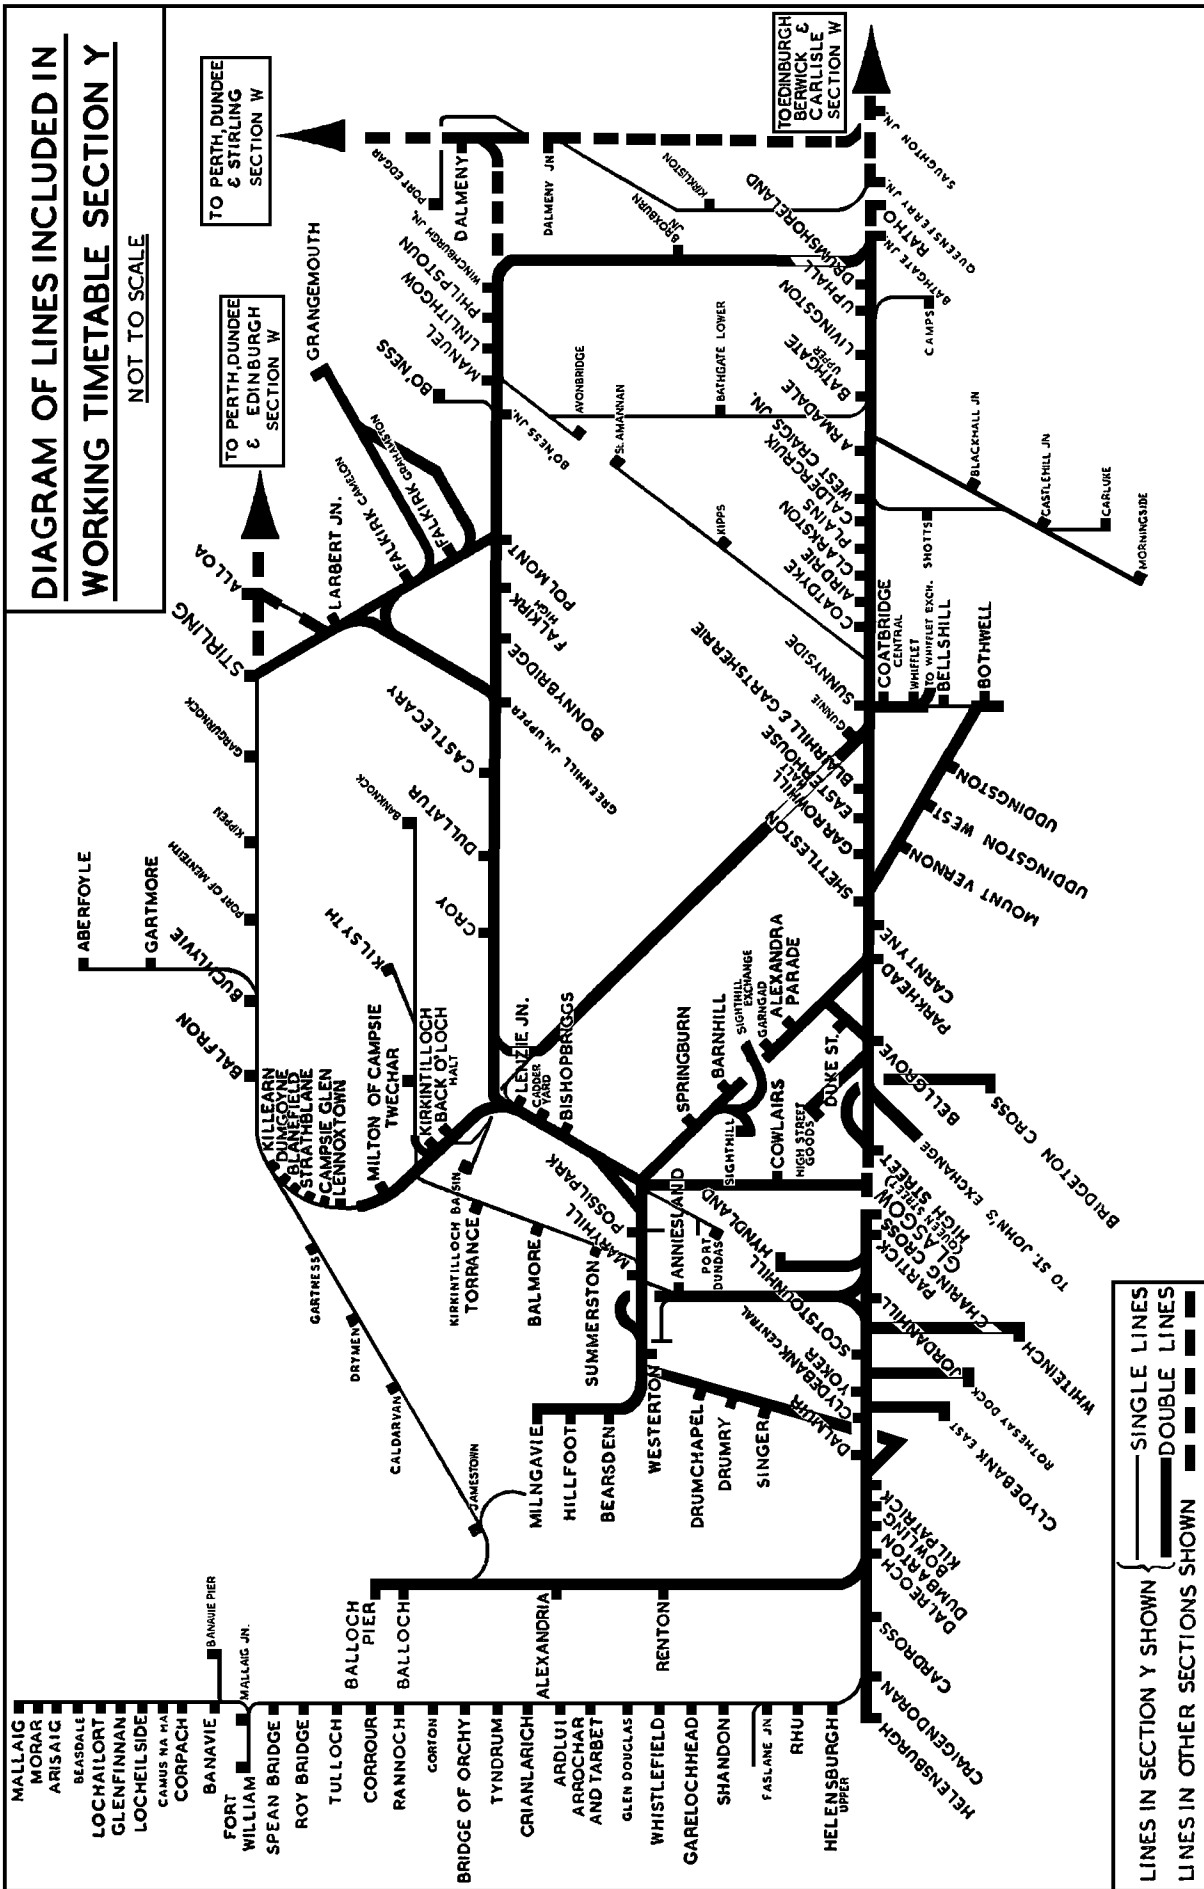 DIAGRAM OF LINES INCLUDED IN
WORKING TIMETABLE SECTION Y
NOT TO SCALE
TO PERTH, DUNDEE
& STIRLING
SECTION W
TO PERTH, DUNDEE
& EDINBURGH
SECTION W
TO EDINBURGH
BERWICK &
CARLISLE
SECTION W
MALLAIG
MORAR
ARISAIG
BEASDALE
LOCHAILORT
GLENFINNAN
LOCHEILSIDE
CAMUS NA HA
CORPACH
BANAVIE
BANAVIE PIER
MALLAIG JN.
FORT
WILLIAM
SPEAN BRIDGE
ROY BRIDGE
TULLOCH
CORROUR
RANNOCH
GORTON
BRIDGE OF ORCHY
TYNDRUM
CRIANLARICH
ARDLUI
ARROCHAR
AND TARBET
GLEN DOUGLAS
WHISTLEFIELD
GARELOCHHEAD
SHANDON
FASLANE JN
RHU
HELENSBURGH
UPPER
HELENSBURGH
CRAIGENDORAN
CARDROSS
DALREOCH
DUMBARTON
BOWLING
KILPATRICK
BALLOCH
PIER
BALLOCH
ALEXANDRIA
RENTON
JAMESTOWN
CALDARVAN
DRYMEN
GARTNESS
MILNGAVIE
HILLFOOT
BEARSDEN
WESTERTON
DRUMCHAPEL
DRUMRY
SINGER
DALMUIR
CLYDEBANK CENTRAL
YOKER
SCOTSTOUNHILL
JORDANHILL
HYNDLAND
ANNIESLAND
CLYDEBANK EAST
ROTHESAY DOCK
WHITEINCH
PARTICK
CHARING CROSS
GLASGOW
(QUEEN STREET)
HIGH STREET
TO ST. JOHN'S EXCHANGE
BRIDGETON CROSS
BELLGROVE
PARKHEAD
CARNTYNE
SUMMERSTON
MARYHILL
POSSILPARK
PORT
DUNDAS
BALMORE
TORRANCE
KIRKINTILLOCH BASIN
COWLAIRS
SIGHTHILL
SPRINGBURN
BARNHILL
SIGHTHILL
EXCHANGE
GARNGAD
ALEXANDRA
PARADE
DUKE ST.
HIGH STREET
GOODS
BISHOPBRIGGS
CADDER
YARD
LENZIE JN.
BACK O'LOCH
HALT
KIRKINTILLOCH
TWECHAR
MILTON OF CAMPSIE
LENNOXTOWN
CAMPSIE GLEN
STRATHBLANE
BLANEFIELD
DUMGOYNE
KILLEARN
BALFRON
BUCHLYVIE
GARTMORE
ABERFOYLE
PORT OF MENTEITH
KIPPEN
GARGUNNOCK
STIRLING
ALLOA
LARBERT JN.
FALKIRK CAMELON
FALKIRK GRAHAMSTON
GRANGEMOUTH
KILSYTH
BANKNOCK
CROY
DULLATUR
CASTLECARY
GREENHILL JN. UPPER
BONNYBRIDGE
FALKIRK
HIGH
POLMONT
BO'NESS JN.
BO'NESS
MANUEL
LINLITHGOW
PHILPSTOUN
WINCHBURGH JN.
DALMENY
PORT EDGAR
DALMENY JN
KIRKLISTON
BROXBURN
JN
AVONBRIDGE
St. AMANNAN
BATHGATE LOWER
KIPPS
SHETTLESTON
GARROWHILL
HALT
EASTERHOUSE
BLAIRHILL & GARTSHERRIE
GUNNIE
SUNNYSIDE
COATDYKE
AIRDRIE
CLARKSTON
PLAINS
CALDERCRUIX
WEST CRAIGS JN.
ARMADALE
BATHGATE
UPPER
LIVINGSTON
UPHALL
DRUMSHORELAND
BATHGATE JN.
RATHO
QUEENSFERRY JN.
SAUGHTON JN.
CAMPS
BLACKHALL JN
CASTLEHILL JN
CARLUKE
MORNINGSIDE
SHOTTS
COATBRIDGE
CENTRAL
WHIFFLET
TO WHIFFLET EXCH.
BELLSHILL
BOTHWELL
UDDINGSTON
UDDINGSTON WEST
MOUNT VERNON
LINES IN SECTION Y SHOWN { SINGLE LINES
DOUBLE LINES
LINES IN OTHER SECTIONS SHOWN